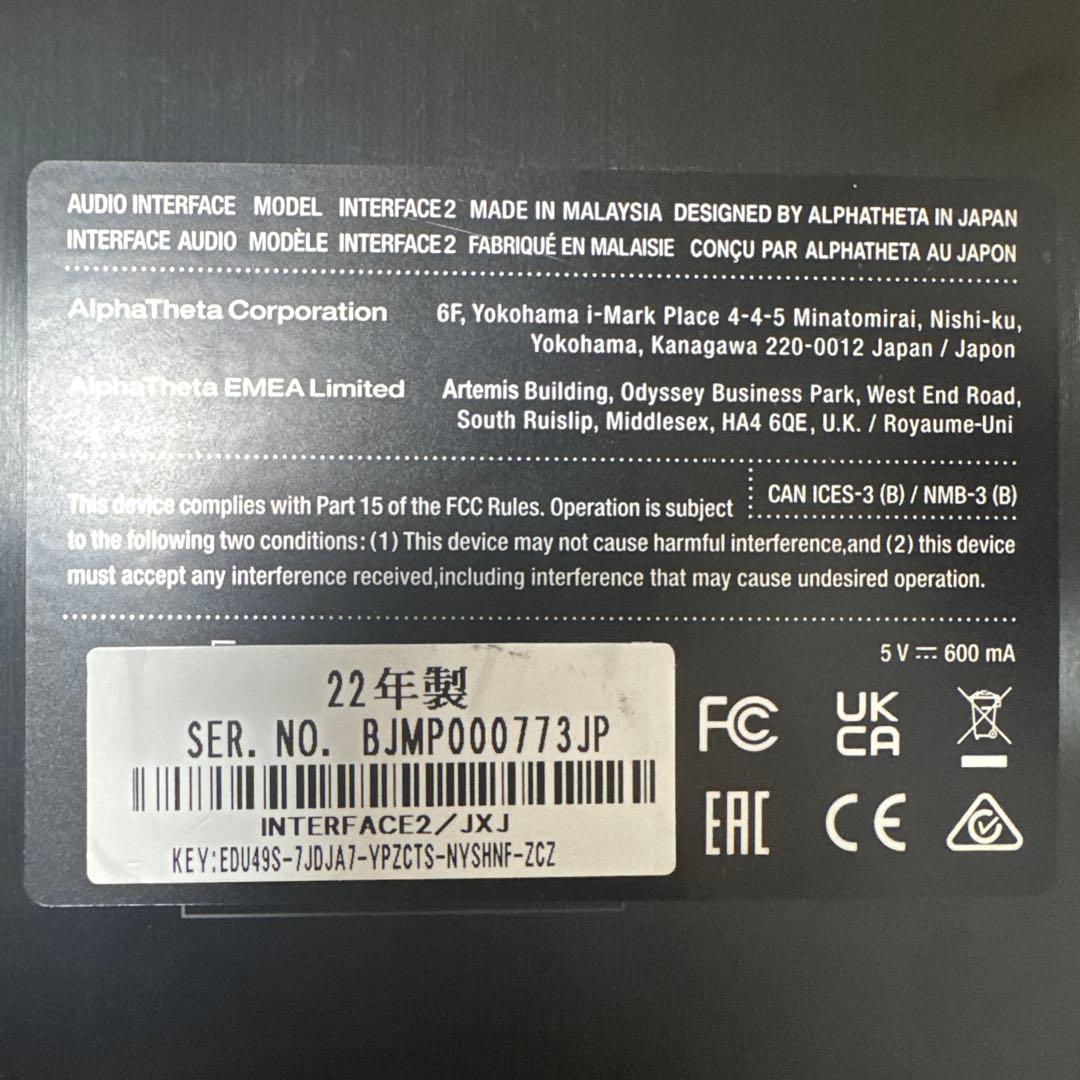 AUDIO INTERFACE MODEL INTERFACE2 MADE IN MALAYSIA DESIGNED BY ALPHATHETA IN JAPAN
INTERFACE AUDIO MODÈLE INTERFACE2 FABRIQUÉ EN MALAISIE CONÇU PAR ALPHATHETA AU JAPON
AlphaTheta Corporation 6F, Yokohama i-Mark Place 4-4-5 Minatomirai, Nishi-ku,
Yokohama, Kanagawa 220-0012 Japan / Japon
AlphaTheta EMEA Limited Artemis Building, Odyssey Business Park, West End Road,
South Ruislip, Middlesex, HA4 6QE, U.K. / Royaume-Uni
CAN ICES-3 (B) / NMB-3 (B)
This device complies with Part 15 of the FCC Rules. Operation is subject
to the following two conditions: (1) This device may not cause harmful interference,and (2) this device
must accept any interference received,including interference that may cause undesired operation.
5 V ⎓ 600 mA
22年製
SER. NO. BJMP000773JP
INTERFACE2/JXJ
KEY:EDU49S-7JDJA7-YPZCTS-NYSHNF-ZCZ
FC
UK
CA
EAC
CE